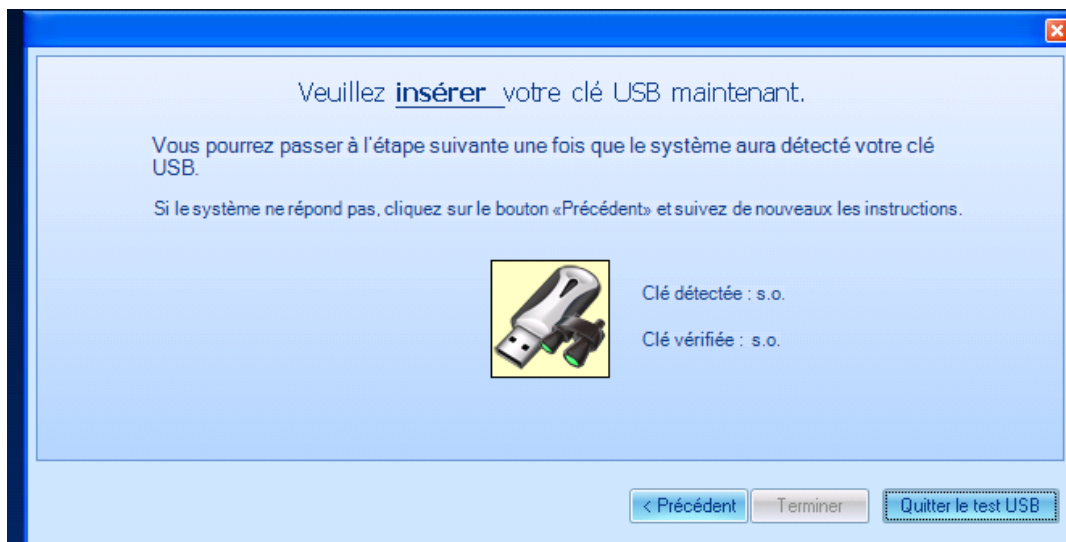 Veuillez insérer votre clé USB maintenant.
Vous pourrez passer à l'étape suivante une fois que le système aura détecté votre clé
USB.
Si le système ne répond pas, cliquez sur le bouton «Précédent» et suivez de nouveaux les instructions.
Clé détectée : s.o.
Clé vérifiée : s.o.
< Précédent
Terminer
Quitter le test USB